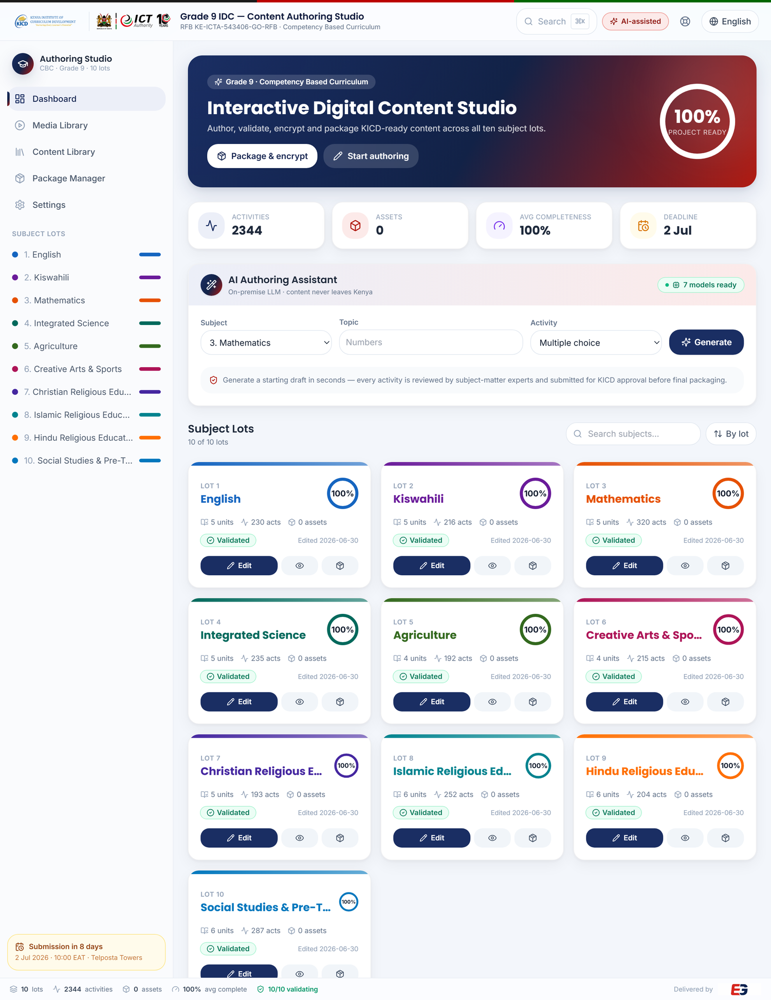 KICD
KENYA INSTITUTE OF
CURRICULUM DEVELOPMENT
REPUBLIC OF KENYA
ICT
Authority
10
YEARS
Grade 9 IDC — Content Authoring Studio
RFB KE-ICTA-543406-GO-RFB · Competency Based Curriculum
Search ⌘K
AI-assisted
English
Authoring Studio
CBC · Grade 9 · 10 lots
Dashboard
Media Library
Content Library
Package Manager
Settings
SUBJECT LOTS
1. English
2. Kiswahili
3. Mathematics
4. Integrated Science
5. Agriculture
6. Creative Arts & Sports
7. Christian Religious Edu...
8. Islamic Religious Educ...
9. Hindu Religious Educat...
10. Social Studies & Pre-T...
Submission in 8 days
2 Jul 2026 · 10:00 EAT · Telposta Towers
Grade 9 · Competency Based Curriculum
Interactive Digital Content Studio
Author, validate, encrypt and package KICD-ready content across all ten subject lots.
Package & encrypt
Start authoring
100%
PROJECT READY
ACTIVITIES
2344
ASSETS
0
AVG COMPLETENESS
100%
DEADLINE
2 Jul
AI Authoring Assistant
On-premise LLM · content never leaves Kenya
7 models ready
Subject
3. Mathematics
Topic
Numbers
Activity
Multiple choice
Generate
Generate a starting draft in seconds — every activity is reviewed by subject-matter experts and submitted for KICD approval before final packaging.
Subject Lots
10 of 10 lots
Search subjects...
By lot
LOT 1
English
100%
5 units 230 acts 0 assets
Validated
Edited 2026-06-30
Edit
LOT 2
Kiswahili
100%
5 units 216 acts 0 assets
Validated
Edited 2026-06-30
Edit
LOT 3
Mathematics
100%
5 units 320 acts 0 assets
Validated
Edited 2026-06-30
Edit
LOT 4
Integrated Science
100%
5 units 235 acts 0 assets
Validated
Edited 2026-06-30
Edit
LOT 5
Agriculture
100%
4 units 192 acts 0 assets
Validated
Edited 2026-06-30
Edit
LOT 6
Creative Arts & Spo...
100%
4 units 215 acts 0 assets
Validated
Edited 2026-06-30
Edit
LOT 7
Christian Religious E...
100%
5 units 193 acts 0 assets
Validated
Edited 2026-06-30
Edit
LOT 8
Islamic Religious Ed...
100%
6 units 252 acts 0 assets
Validated
Edited 2026-06-30
Edit
LOT 9
Hindu Religious Edu...
100%
6 units 204 acts 0 assets
Validated
Edited 2026-06-30
Edit
LOT 10
Social Studies & Pre-T...
100%
6 units 287 acts 0 assets
Validated
Edited 2026-06-30
Edit
10 lots 2344 activities 0 assets 100% avg complete 10/10 validating
Delivered by
EG